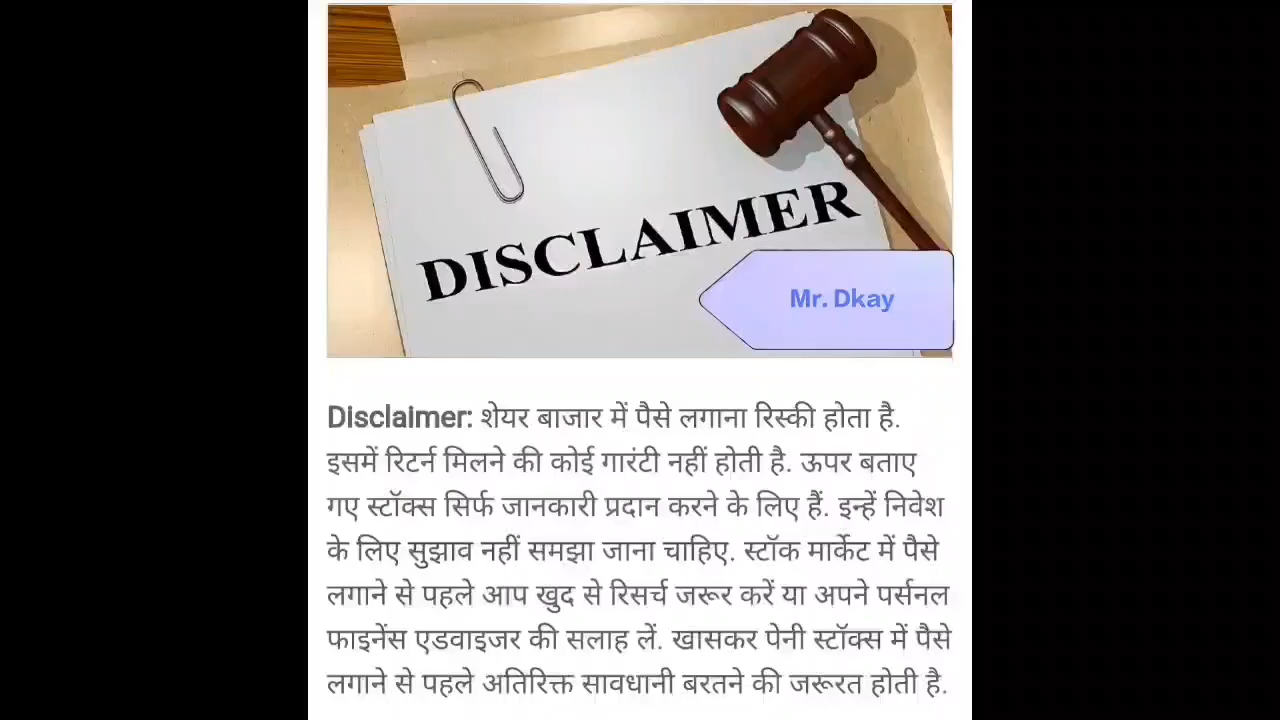 DISCLAIMER
Mr. Dkay
Disclaimer: शेयर बाजार में पैसे लगाना रिस्की होता है.
इसमें रिटर्न मिलने की कोई गारंटी नहीं होती है. ऊपर बताए
गए स्टॉक्स सिर्फ जानकारी प्रदान करने के लिए हैं. इन्हें निवेश
के लिए सुझाव नहीं समझा जाना चाहिए. स्टॉक मार्केट में पैसे
लगाने से पहले आप खुद से रिसर्च जरूर करें या अपने पर्सनल
फाइनेंस एडवाइजर की सलाह लें. खासकर पेनी स्टॉक्स में पैसे
लगाने से पहले अतिरिक्त सावधानी बरतने की जरूरत होती है.